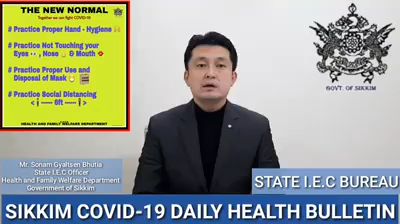 THE NEW NORMAL
Together we can fight COVID-19
# Practice Proper Hand - Hygiene
# Practice Not Touching your
Eyes , Nose & Mouth
# Practice Proper Use and
Disposal of Mask
# Practice Social Distancing
< ---- 6ft ---- >
HEALTH AND FAMILY WELFARE DEPARTMENT
GOVT. OF SIKKIM
Mr. Sonam Gyaltsen Bhutia
State I.E.C Officer
Health and Family Welfare Department
Government of Sikkim
STATE I.E.C BUREAU
SIKKIM COVID-19 DAILY HEALTH BULLETIN